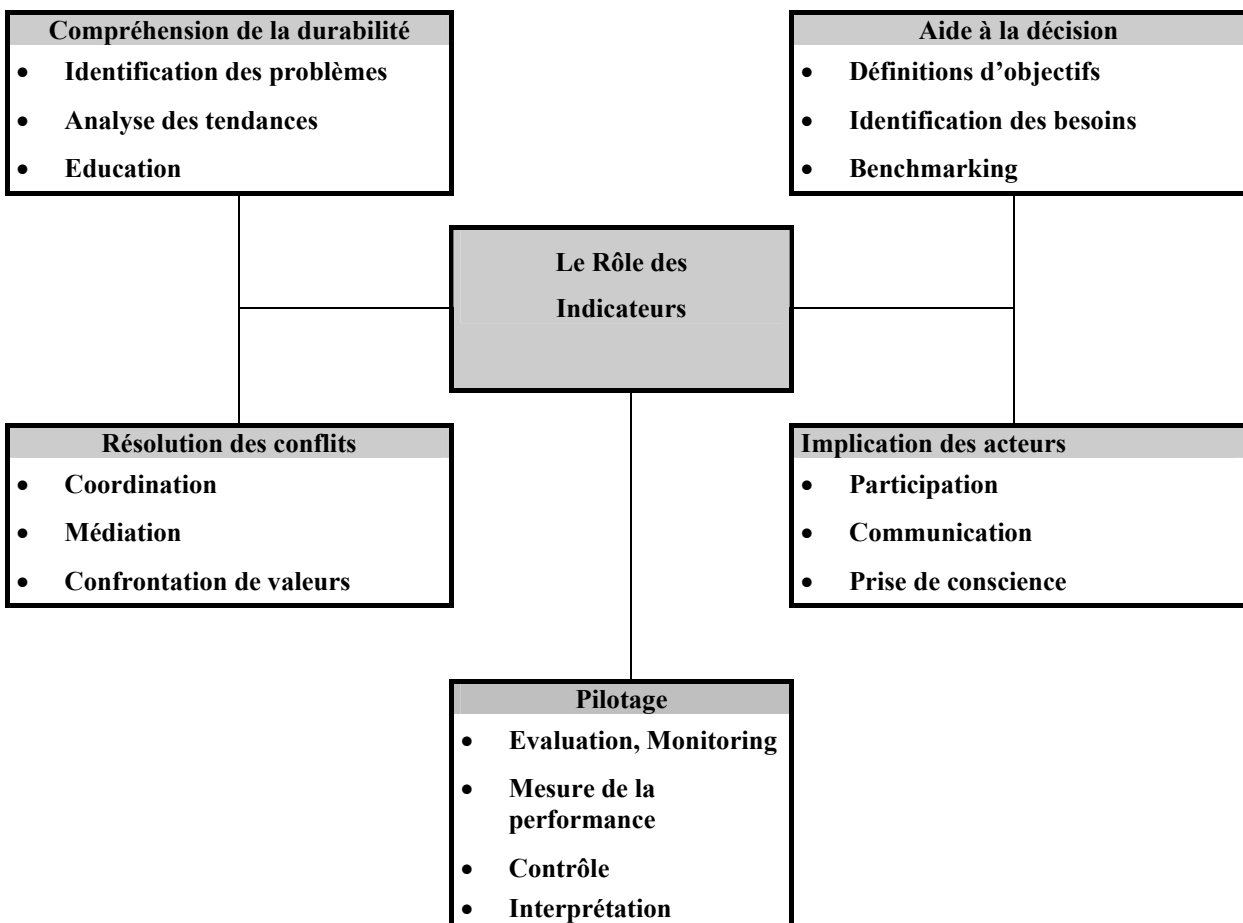 Compréhension de la durabilité
• Identification des problèmes
• Analyse des tendances
• Education
Aide à la décision
• Définitions d’objectifs
• Identification des besoins
• Benchmarking
Le Rôle des
Indicateurs
Résolution des conflits
• Coordination
• Médiation
• Confrontation de valeurs
Implication des acteurs
• Participation
• Communication
• Prise de conscience
Pilotage
• Evaluation, Monitoring
• Mesure de la
performance
• Contrôle
• Interprétation